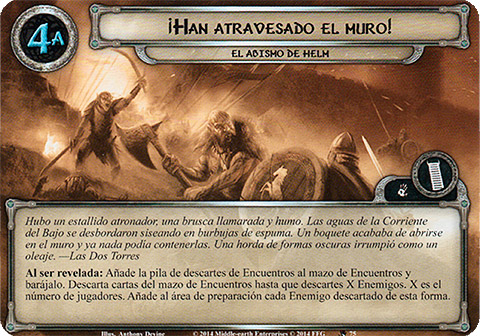 4A
¡HAN ATRAVESADO EL MURO!
EL ABISMO DE HELM
Hubo un estallido atronador, una brusca llamarada y humo. Las aguas de la Corriente
del Bajo se desbordaron siseando en burbujas de espuma. Un boquete acababa de abrirse
en el muro y ya nada podía contenerlas. Una horda de formas oscuras irrumpió como un
oleaje. —Las Dos Torres
Al ser revelada: Añade la pila de descartes de Encuentros al mazo de Encuentros y
barájalo. Descarta cartas del mazo de Encuentros hasta que descartes X Enemigos. X es
el número de jugadores. Añade al área de preparación cada Enemigo descartado de esta forma.
Illus. Anthony Devine
© 2014 Middle-earth Enterprises © 2014 FFG
75